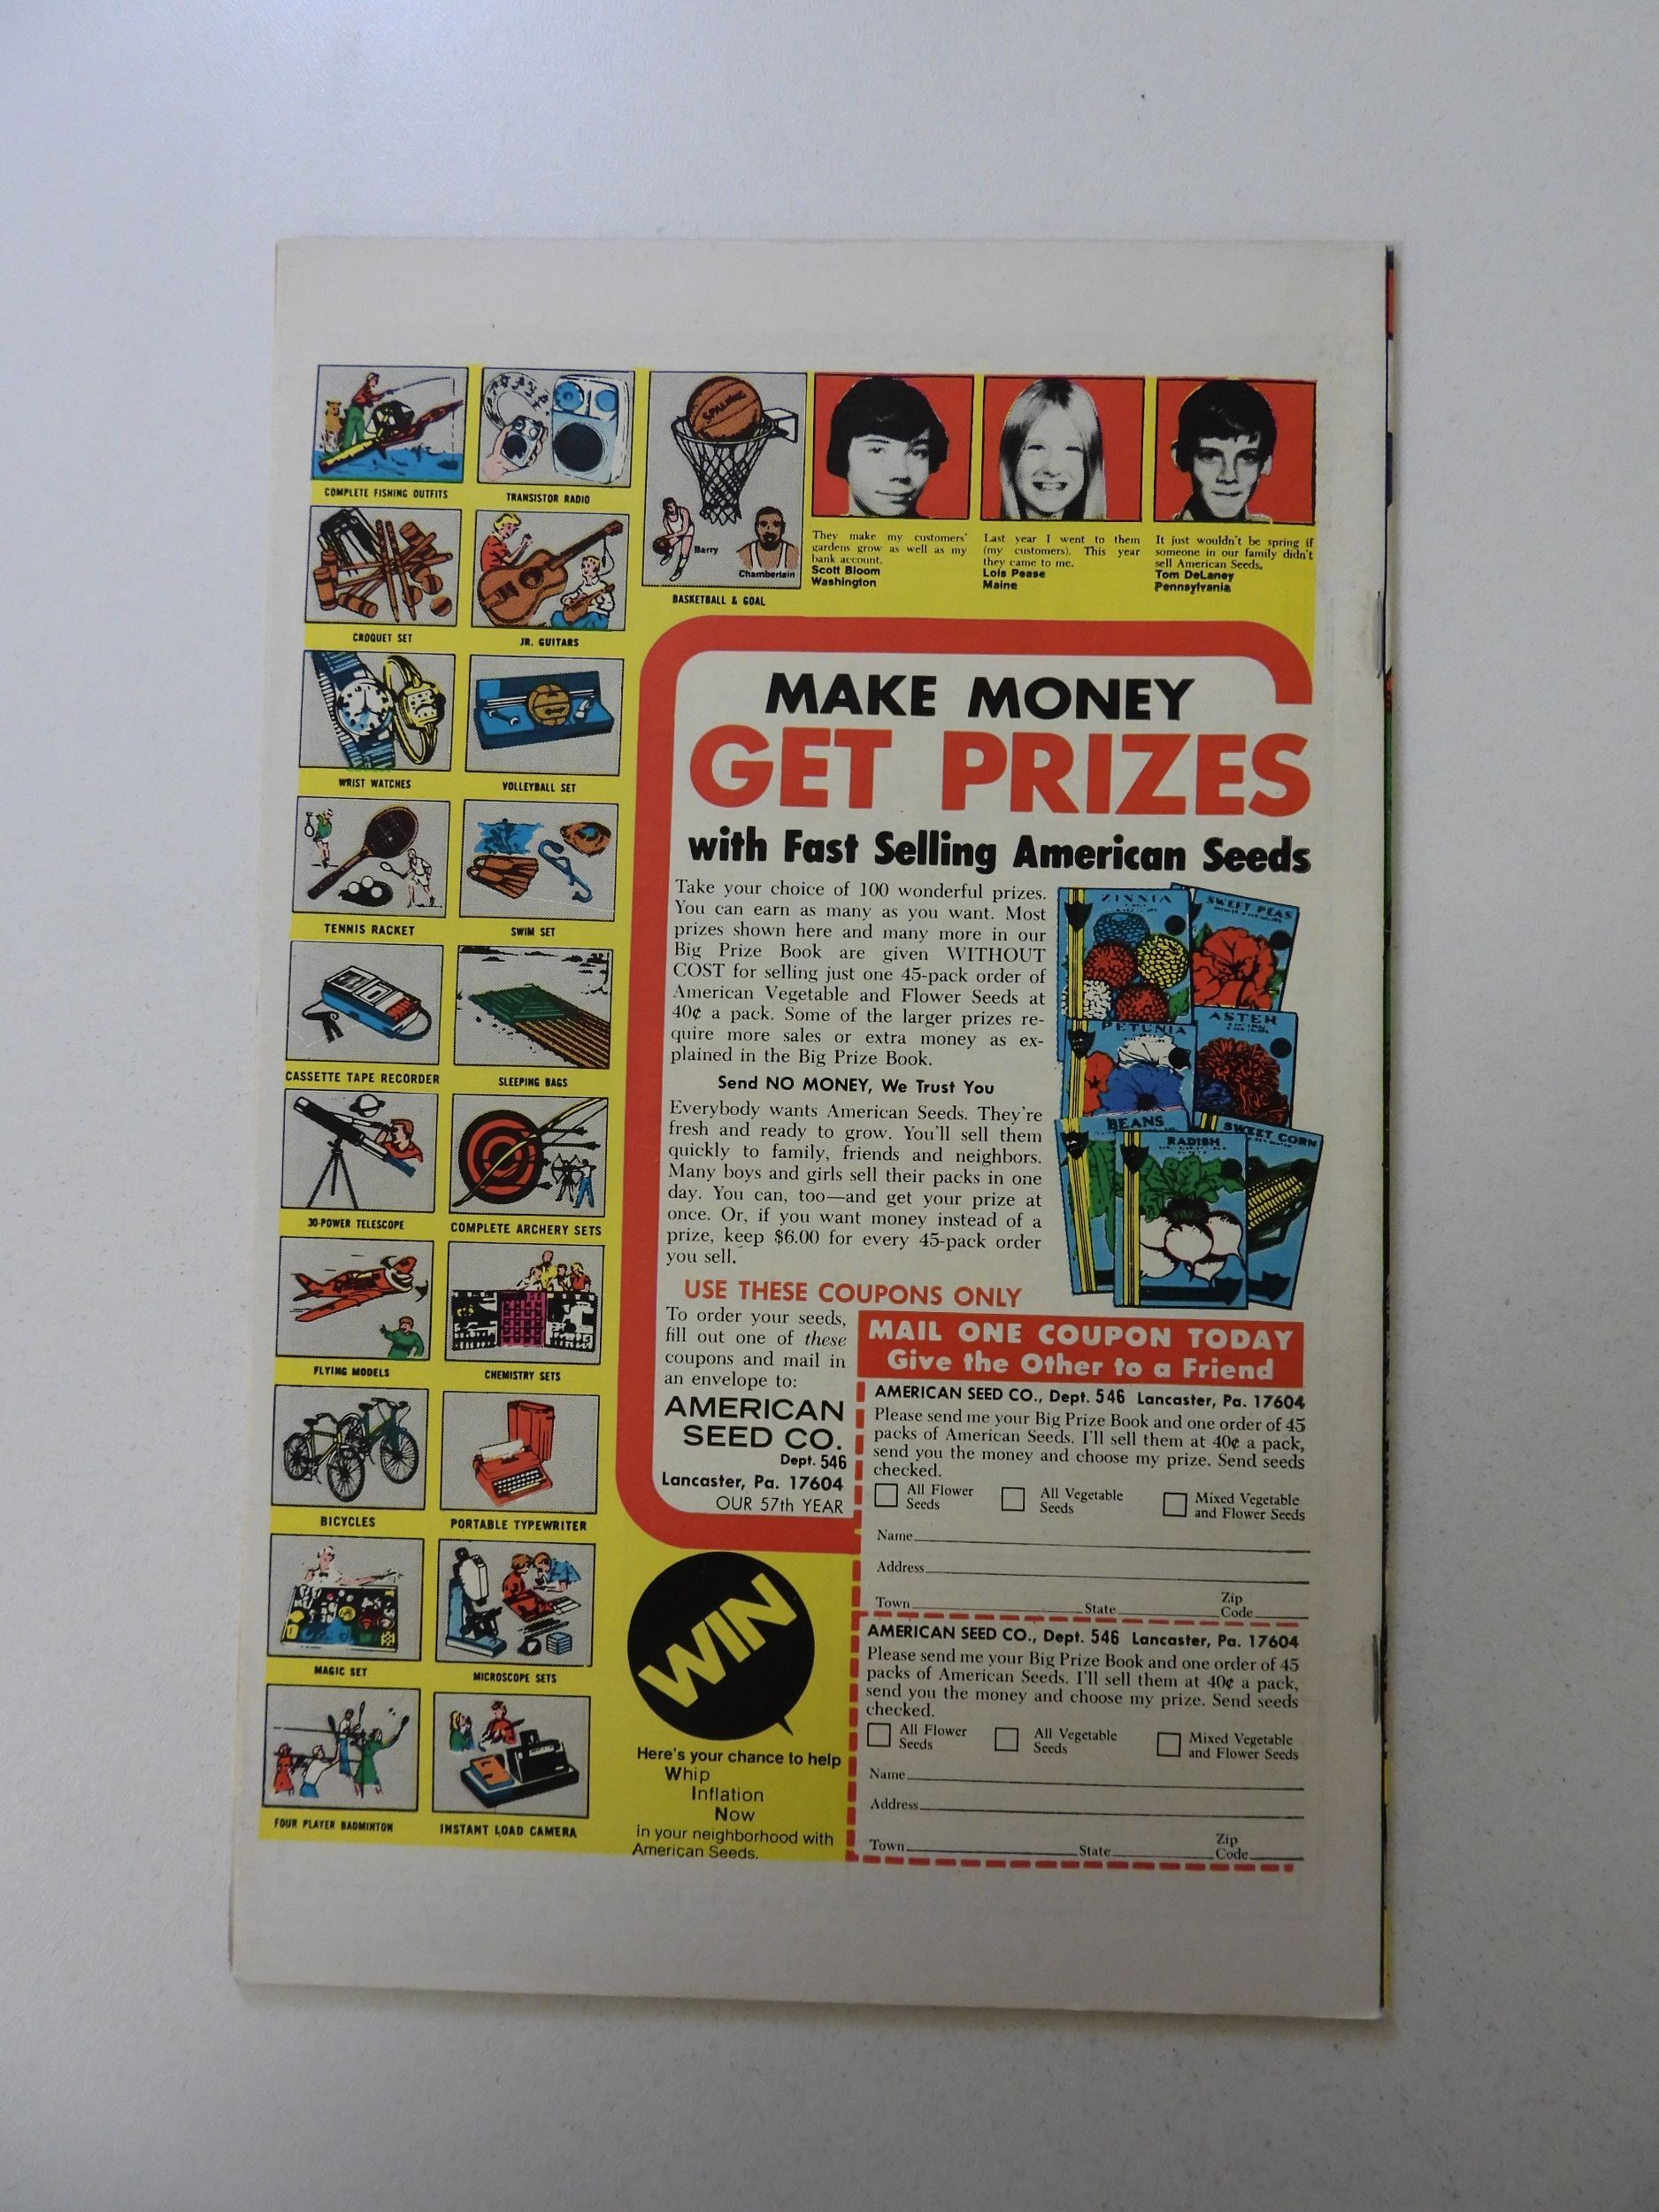 COMPLETE FISHING OUTFITS
TRANSISTOR RADIO
SPALDING
Barry
Chamberlain
BASKETBALL & GOAL
They make my customers'
gardens grow as well as my
bank account.
Scott Bloom
Washington
Last year I went to them
(my customers). This year
they came to me.
Lois Pease
Maine
It just wouldn't be spring if
someone in our family didn't
sell American Seeds.
Tom DeLaney
Pennsylvania
CROQUET SET
JR. GUITARS
WRIST WATCHES
VOLLEYBALL SET
TENNIS RACKET
SWIM SET
CASSETTE TAPE RECORDER
SLEEPING BAGS
30-POWER TELESCOPE
COMPLETE ARCHERY SETS
FLYING MODELS
CHEMISTRY SETS
BICYCLES
PORTABLE TYPEWRITER
MAGIC SET
MICROSCOPE SETS
FOUR PLAYER BADMINTON
INSTANT LOAD CAMERA
MAKE MONEY
GET PRIZES
with Fast Selling American Seeds
Take your choice of 100 wonderful prizes.
You can earn as many as you want. Most
prizes shown here and many more in our
Big Prize Book are given WITHOUT
COST for selling just one 45-pack order of
American Vegetable and Flower Seeds at
40¢ a pack. Some of the larger prizes re-
quire more sales or extra money as ex-
plained in the Big Prize Book.
Send NO MONEY, We Trust You
Everybody wants American Seeds. They're
fresh and ready to grow. You'll sell them
quickly to family, friends and neighbors.
Many boys and girls sell their packs in one
day. You can, too—and get your prize at
once. Or, if you want money instead of a
prize, keep $6.00 for every 45-pack order
you sell.
ZINNIA
SWEET PEAS
PETUNIA
ASTER
BEANS
RADISH
SWEET CORN
USE THESE COUPONS ONLY
To order your seeds,
fill out one of these
coupons and mail in
an envelope to:
AMERICAN
SEED CO.
Dept. 546
Lancaster, Pa. 17604
OUR 57th YEAR
MAIL ONE COUPON TODAY
Give the Other to a Friend
AMERICAN SEED CO., Dept. 546 Lancaster, Pa. 17604
Please send me your Big Prize Book and one order of 45
packs of American Seeds. I'll sell them at 40¢ a pack,
send you the money and choose my prize. Send seeds
checked.
All Flower Seeds
All Vegetable Seeds
Mixed Vegetable and Flower Seeds
Name
Address
Town State Zip Code
AMERICAN SEED CO., Dept. 546 Lancaster, Pa. 17604
Please send me your Big Prize Book and one order of 45
packs of American Seeds. I'll sell them at 40¢ a pack,
send you the money and choose my prize. Send seeds
checked.
All Flower Seeds
All Vegetable Seeds
Mixed Vegetable and Flower Seeds
Name
Address
Town State Zip Code
WIN
Here's your chance to help
Whip
Inflation
Now
in your neighborhood with
American Seeds.